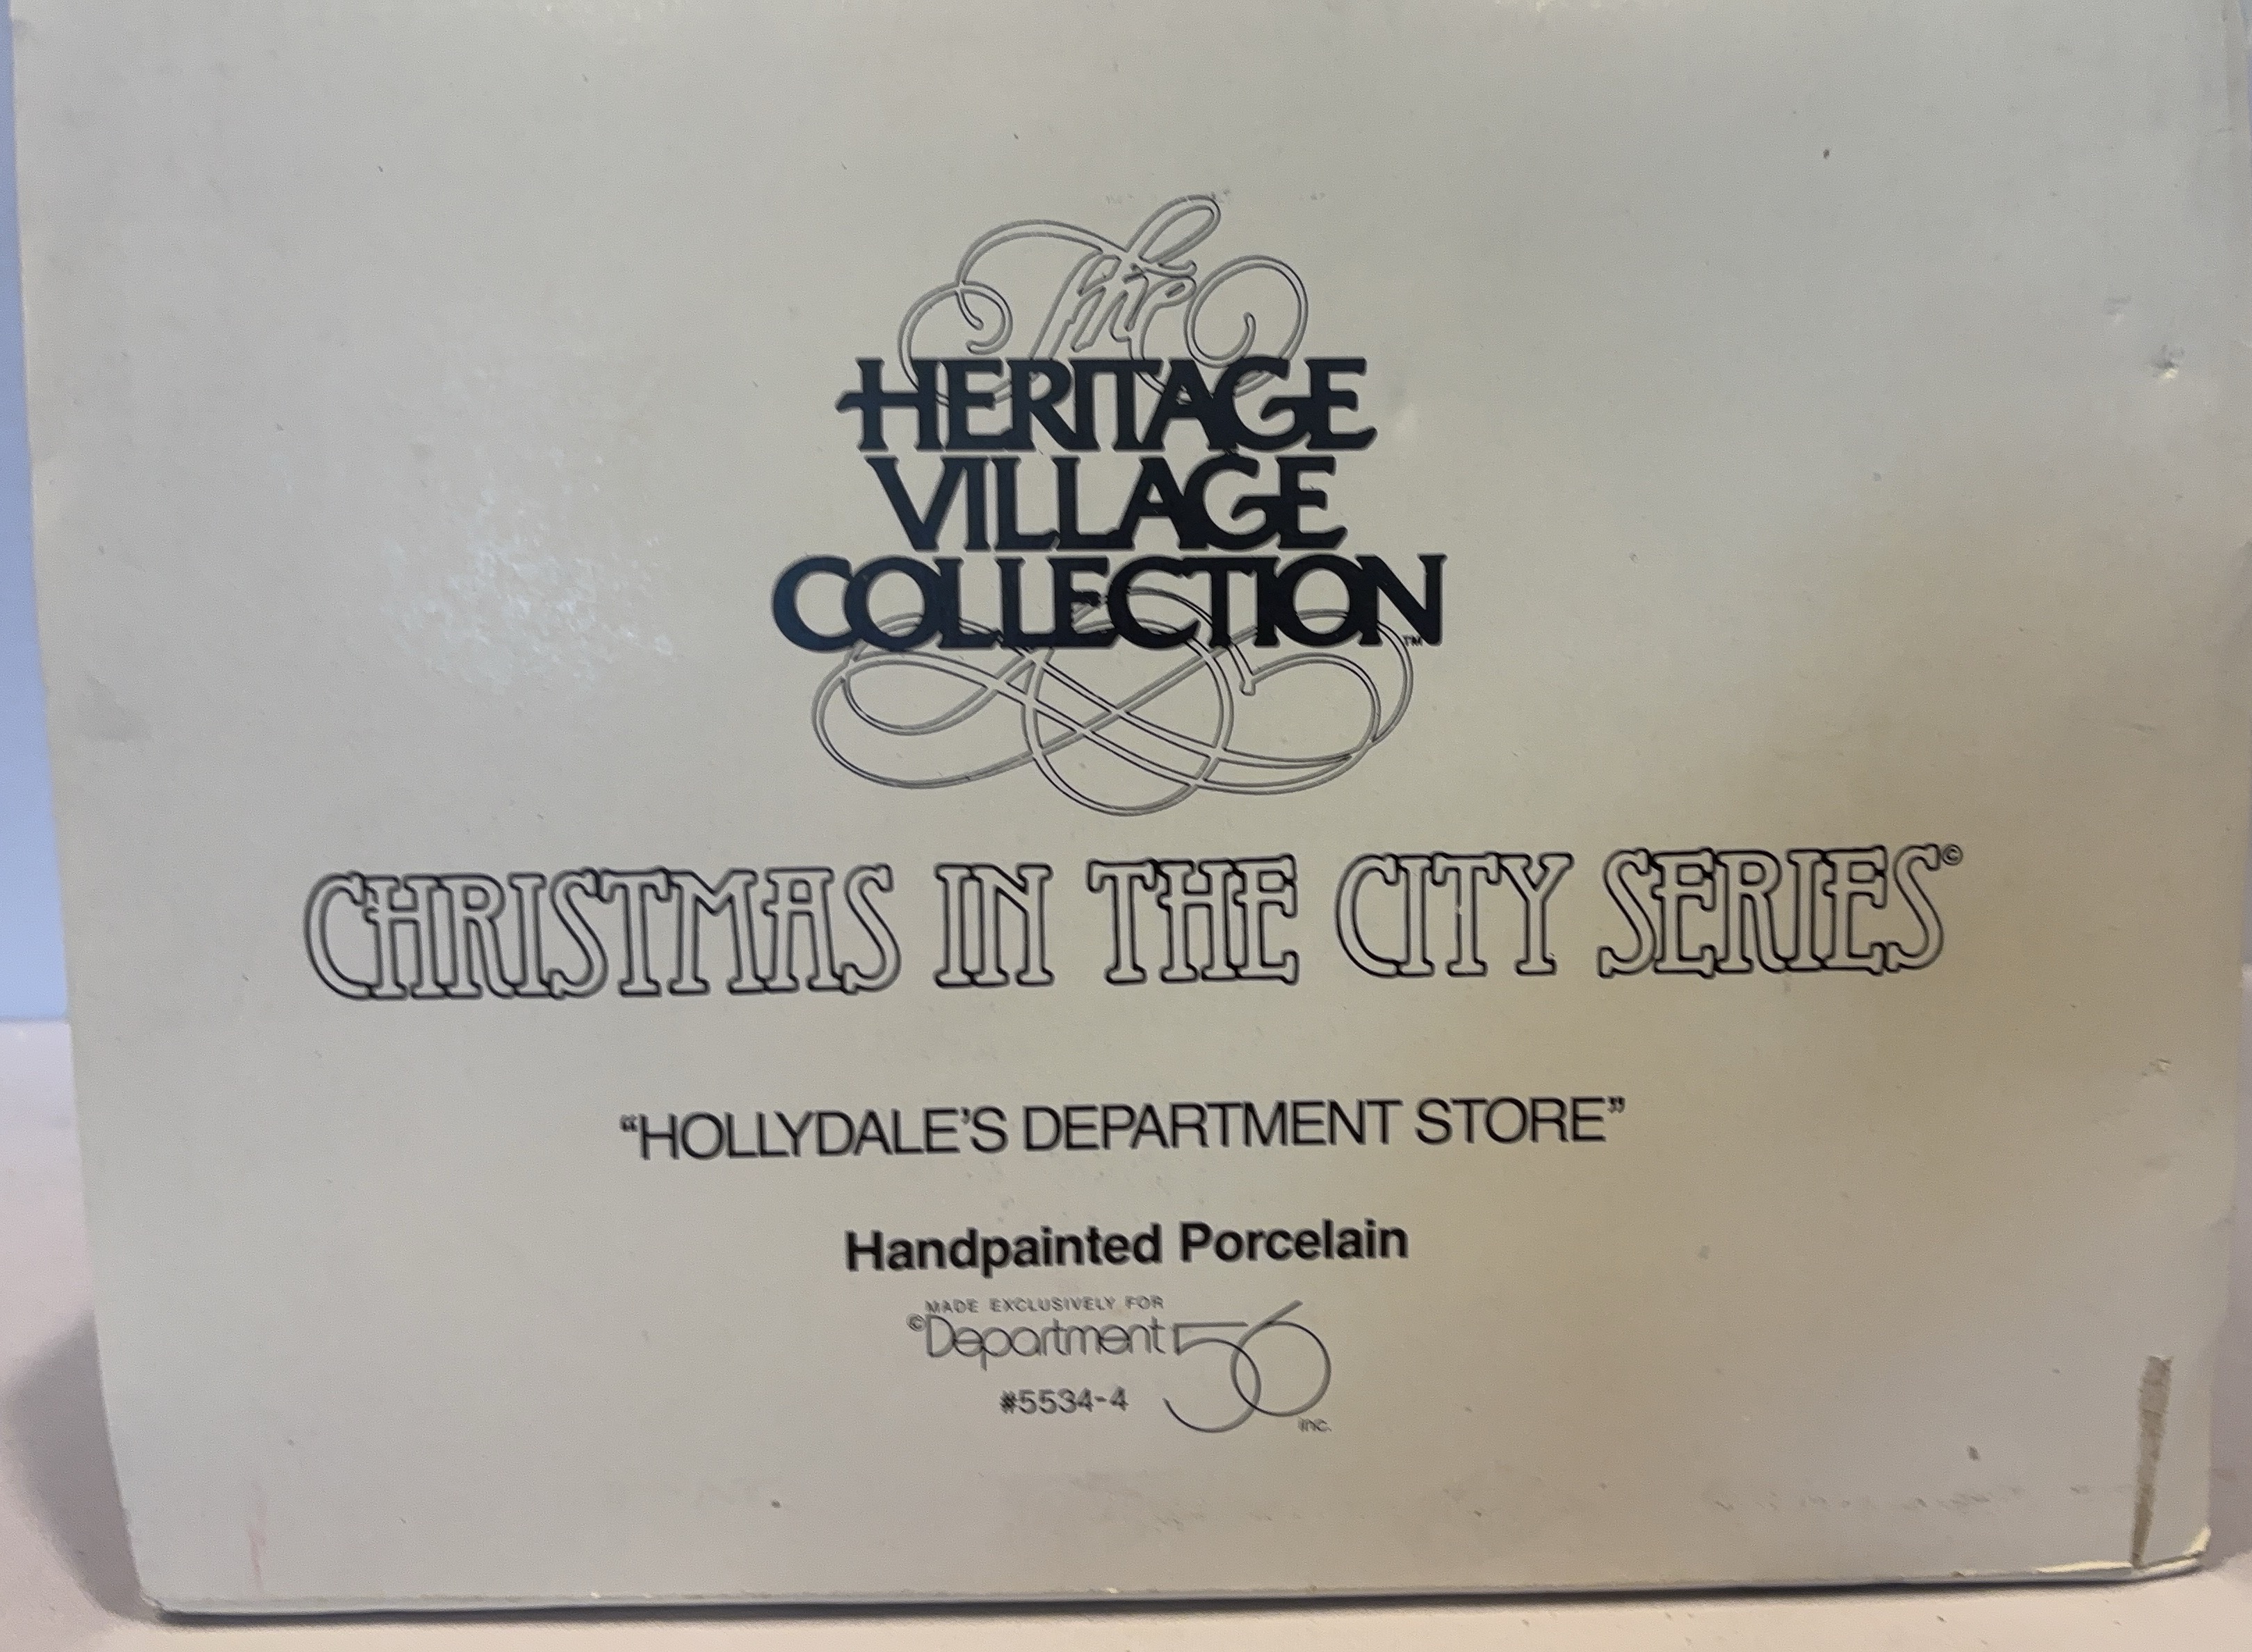 The
HERITAGE
VILLAGE
COLLECTION™
CHRISTMAS IN THE CITY SERIES©
“HOLLYDALE’S DEPARTMENT STORE”
Handpainted Porcelain
MADE EXCLUSIVELY FOR
©Department 56
#5534-4
inc.